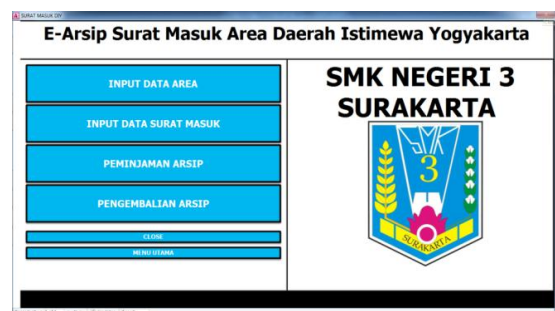 SURAT MASUK DIY
E-Arsip Surat Masuk Area Daerah Istimewa Yogyakarta
INPUT DATA AREA
INPUT DATA SURAT MASUK
PEMINJAMAN ARSIP
PENGEMBALIAN ARSIP
CLOSE
MENU UTAMA
SMK NEGERI 3
SURAKARTA
SMK
3
SURAKARTA